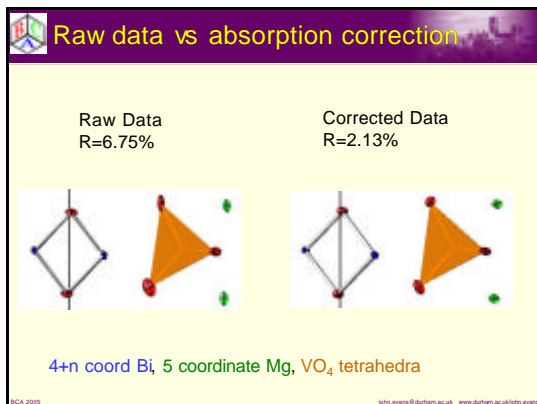 Raw data vs absorption correction
Raw Data
R=6.75%
Corrected Data
R=2.13%
4+n coord Bi, 5 coordinate Mg, VO₄ tetrahedra
BCA 2005
john.evans@durham.ac.uk www.durham.ac.uk/john.evans